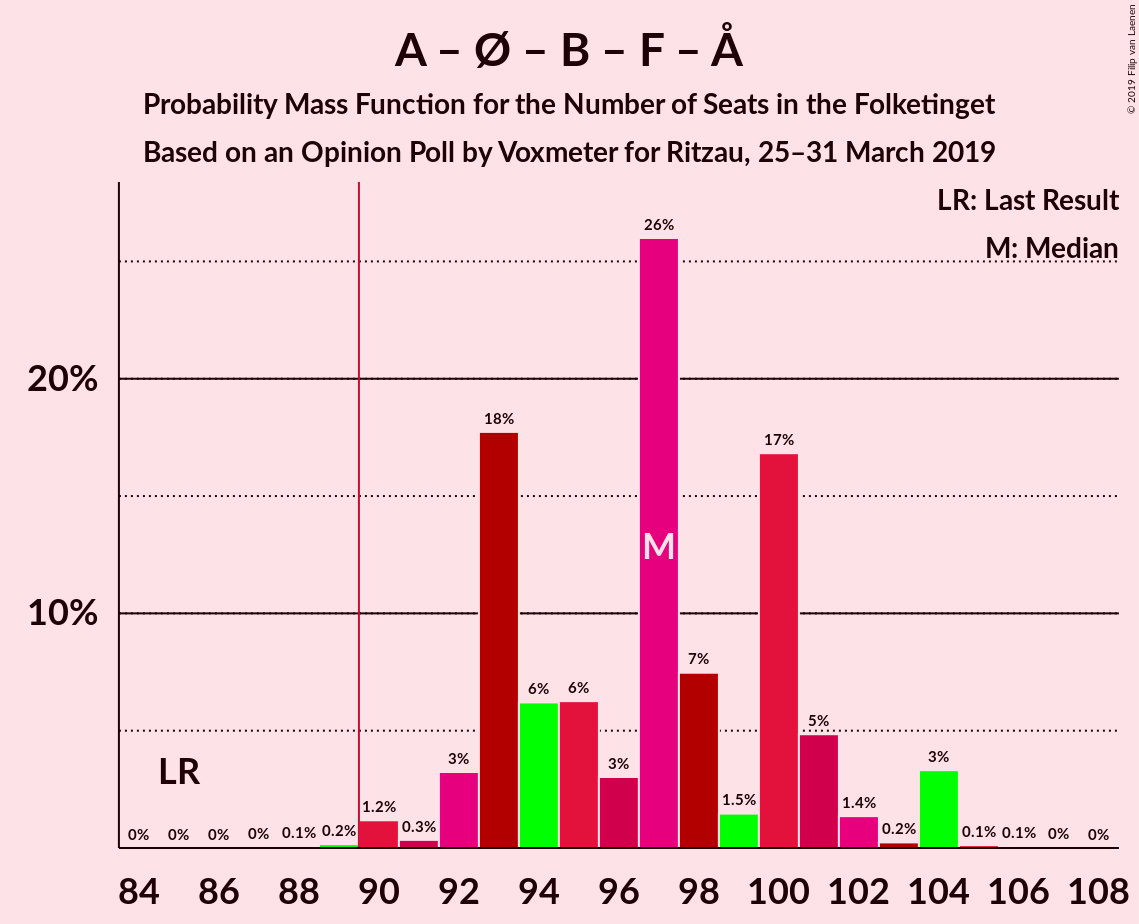 A – Ø – B – F – Å
Probability Mass Function for the Number of Seats in the Folketinget
Based on an Opinion Poll by Voxmeter for Ritzau, 25–31 March 2019
© 2019 Filip van Laenen
LR: Last Result
M: Median
20%
10%
LR
M
0% 0% 0% 0% 0.1% 0.2% 1.2% 0.3% 3% 18% 6% 6% 3% 26% 7% 1.5% 17% 5% 1.4% 0.2% 3% 0.1% 0.1% 0% 0%
84 86 88 90 92 94 96 98 100 102 104 106 108